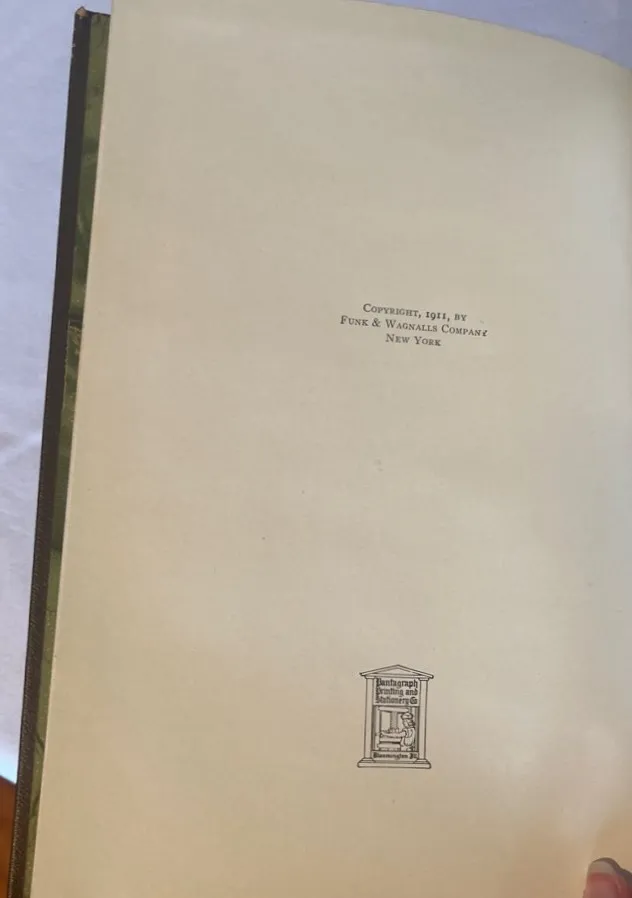 COPYRIGHT, 1911, BY
FUNK & WAGNALLS COMPANY
NEW YORK
Pantagraph
Printing and
Stationery Co
Bloomington Ill.